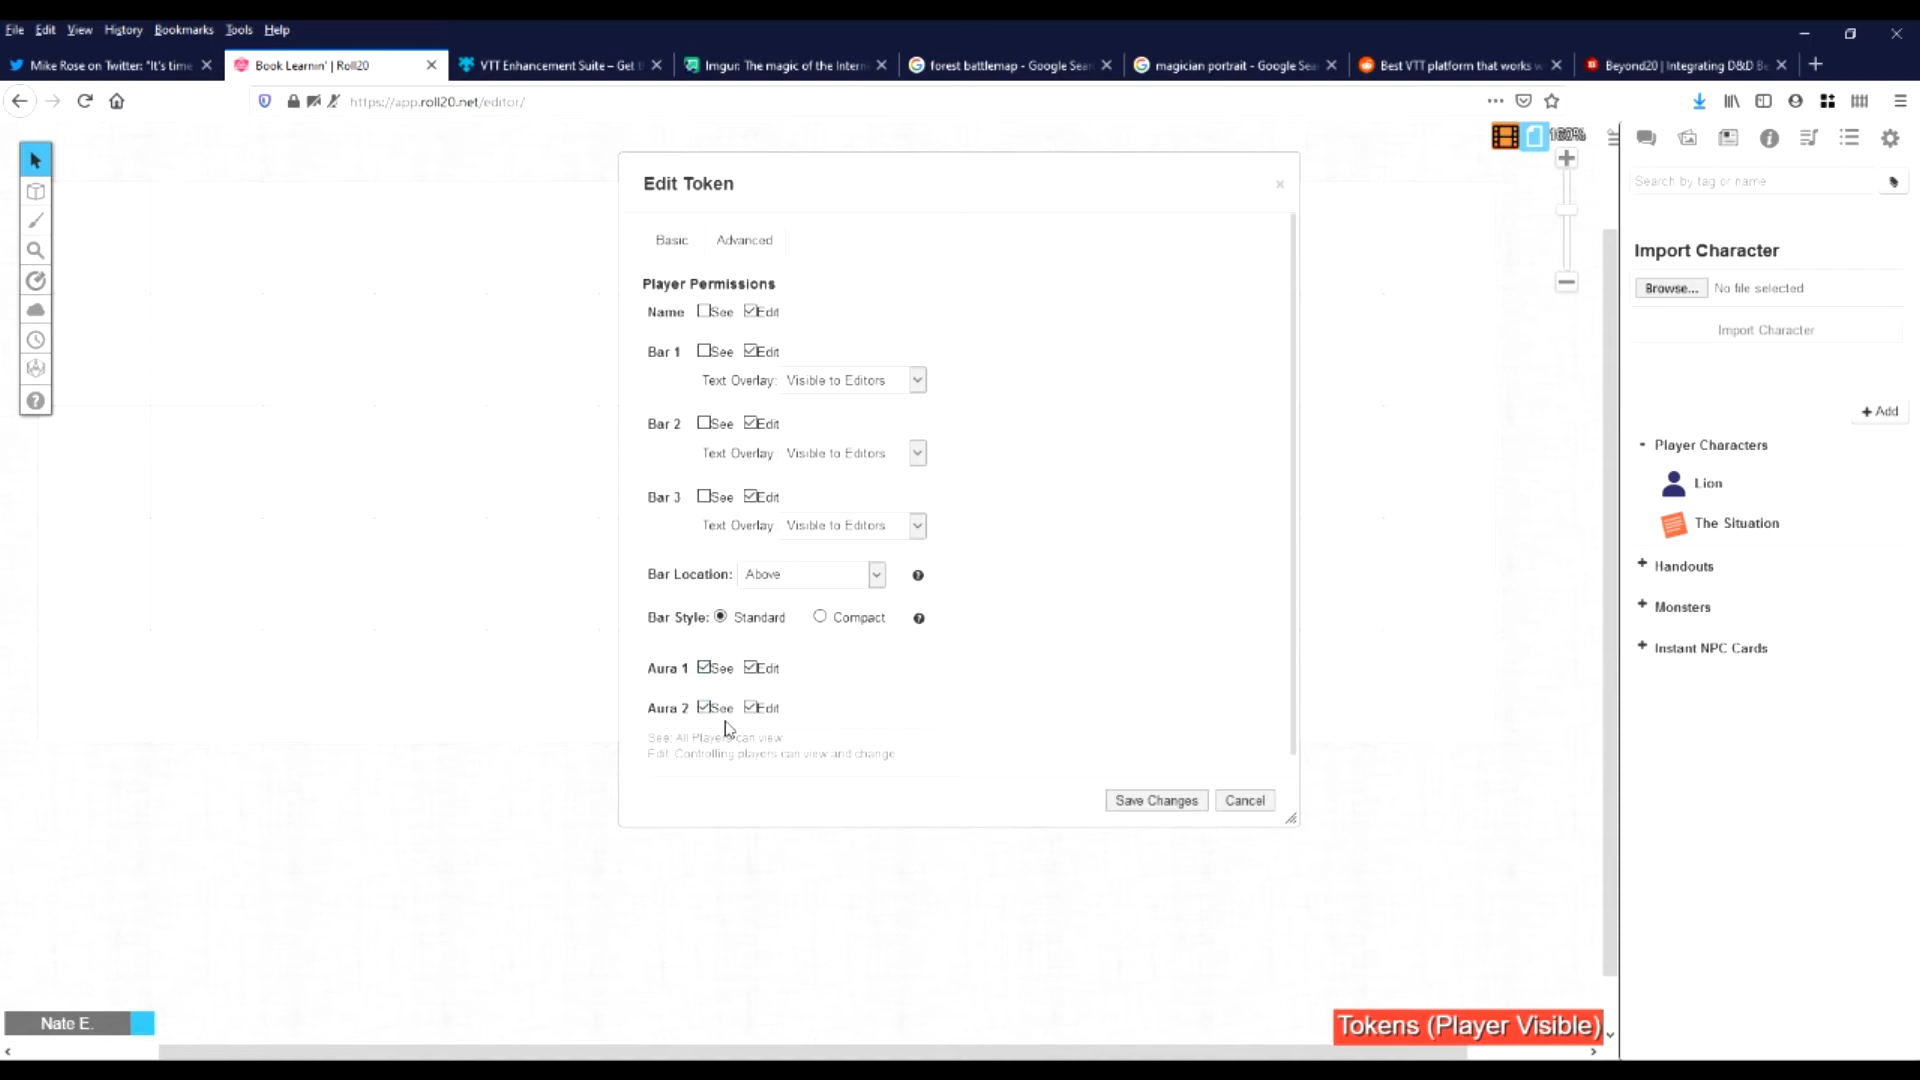 File Edit View History Bookmarks Tools Help
Mike Rose on Twitter: "It's time
Book Learnin' | Roll20
VTT Enhancement Suite – Get t
Imgur: The magic of the Intern
forest battlemap - Google Sear
magician portrait - Google Sea
Best VTT platform that works w
Beyond20 | Integrating D&D Be
https://app.roll20.net/editor/
Edit Token
Basic Advanced
Player Permissions
Name See Edit
Bar 1 See Edit
Text Overlay: Visible to Editors
Bar 2 See Edit
Text Overlay Visible to Editors
Bar 3 See Edit
Text Overlay Visible to Editors
Bar Location: Above
Bar Style: Standard Compact
Aura 1 See Edit
Aura 2 See Edit
See: All Players can view
Edit: Controlling players can view and change
Save Changes Cancel
Search by tag or name
Import Character
Browse... No file selected
Import Character
+ Add
Player Characters
Lion
The Situation
Handouts
Monsters
Instant NPC Cards
Nate E.
Tokens (Player Visible)